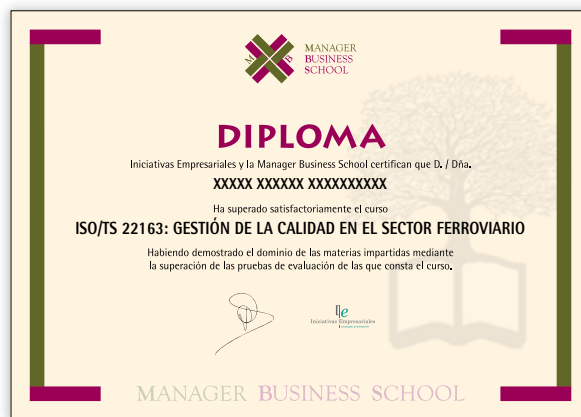 M B
MANAGER
BUSINESS
SCHOOL
DIPLOMA
Iniciativas Empresariales y la Manager Business School certifican que D. / Dña.
XXXXX XXXXXX XXXXXXXXXX
Ha superado satisfactoriamente el curso
ISO/TS 22163: GESTIÓN DE LA CALIDAD EN EL SECTOR FERROVIARIO
Habiendo demostrado el dominio de las materias impartidas mediante
la superación de las pruebas de evaluación de las que consta el curso.
Iniciativas Empresariales
MANAGER BUSINESS SCHOOL